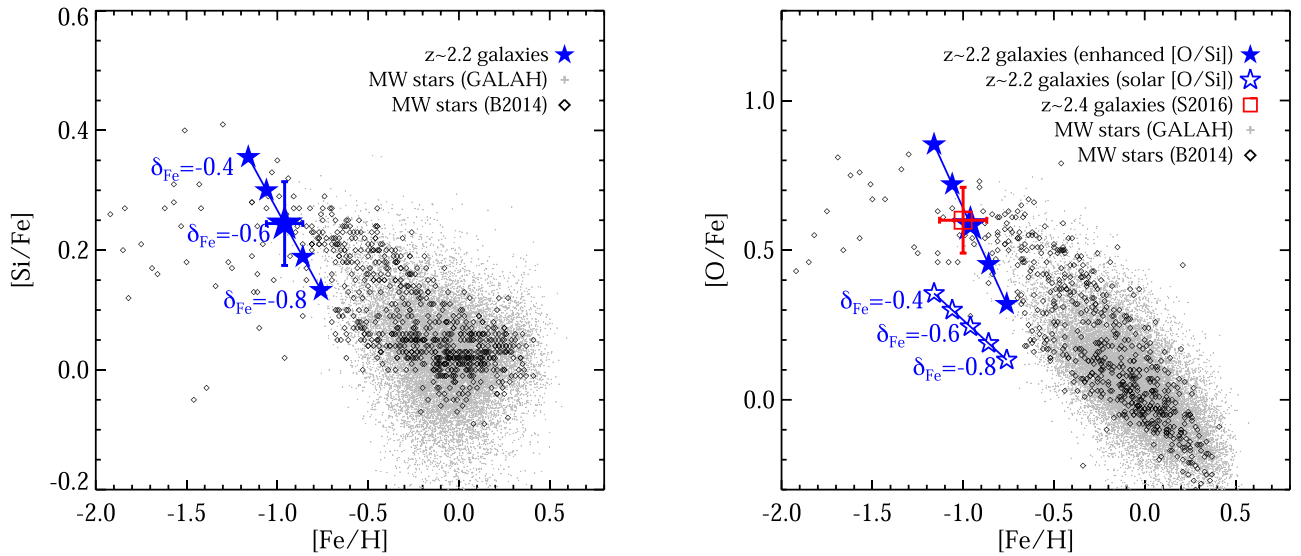 0.6
0.4
0.2
0.0
-0.2
[Si/Fe]
z~2.2 galaxies
MW stars (GALAH)
MW stars (B2014)
δFe=-0.4
δFe=-0.6
δFe=-0.8
-2.0 -1.5 -1.0 -0.5 0.0 0.5
[Fe/H]
1.0
0.5
0.0
[O/Fe]
z~2.2 galaxies (enhanced [O/Si])
z~2.2 galaxies (solar [O/Si])
z~2.4 galaxies (S2016)
MW stars (GALAH)
MW stars (B2014)
δFe=-0.4
δFe=-0.6
δFe=-0.8
-2.0 -1.5 -1.0 -0.5 0.0 0.5
[Fe/H]